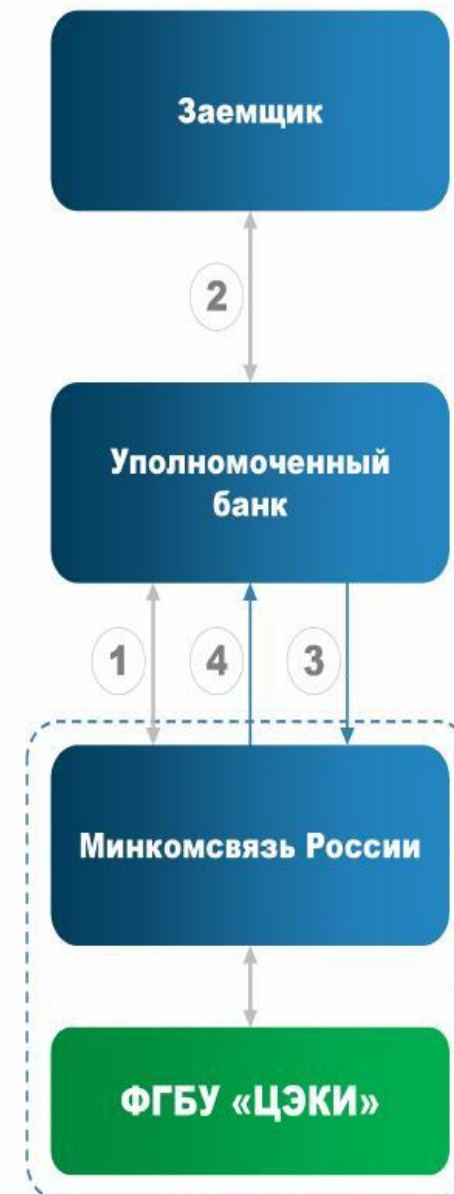 Заемщик
2
Уполномоченный
банк
1 4 3
Минкомсвязь России
ФГБУ «ЦЭКИ»